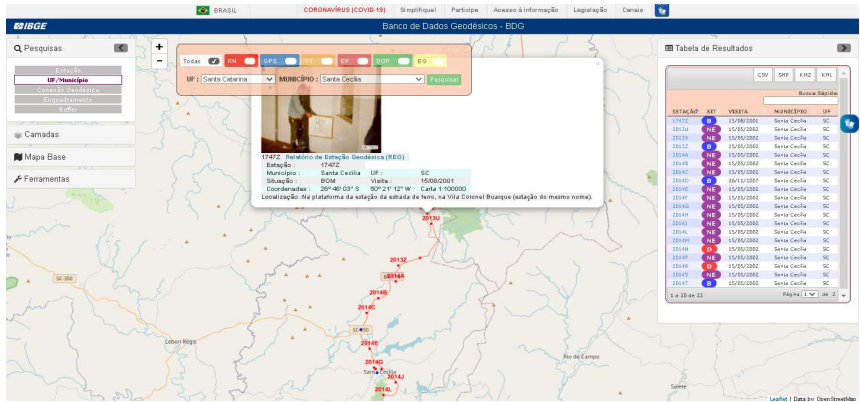 BRASIL CORONAVÍRUS (COVID-19) Simplifique! Participe Acesso à informação Legislação Canais
IBGE Banco de Dados Geodésicos - BDG
Pesquisas
Estação
UF/Município
Conexão Geodésica
Enquadramento
Buffer
Camadas
Mapa Base
Ferramentas
+
-
Todas RN GPS VT EP DOP EG
UF : Santa Catarina MUNICÍPIO : Santa Cecília Pesquisar
1747Z Relatório de Estação Geodésica (REG)
Estação : 1747Z
Município : Santa Cecília UF : SC
Situação : BOM Visita : 15/08/2001
Coordenadas : 26º 46' 03" S 50º 21' 12" W Carta 1:100000
Localização :Na plataforma da estação da estrada de ferro, na Vila Coronel Buarque (estação do mesmo nome).
2013U
2013Z
2014A
2014B
2014C
SC-350
2014E
2014G
2014J
2014L
SC-350
Lebon Régis
Rio do Campo
Salete
Tabela de Resultados
CSV SHP KMZ KML
Busca Rápida:
ESTAÇÃO SIT VISITA MUNICÍPIO UF
1747Z B 15/08/2001 Santa Cecília SC
2013U NE 15/05/2002 Santa Cecília SC
2013X NE 15/05/2002 Santa Cecília SC
2013Z B 15/05/2002 Santa Cecília SC
2014A NE 15/05/2002 Santa Cecília SC
2014B NE 15/05/2002 Santa Cecília SC
2014C NE 15/05/2002 Santa Cecília SC
2014D B 26/11/2007 Santa Cecília SC
2014E NE 15/05/2002 Santa Cecília SC
2014F NE 15/05/2002 Santa Cecília SC
2014G NE 15/05/2002 Santa Cecília SC
2014H NE 15/05/2002 Santa Cecília SC
2014J NE 15/05/2002 Santa Cecília SC
2014L NE 15/05/2002 Santa Cecília SC
2014M NE 15/05/2002 Santa Cecília SC
2014N D 15/05/2002 Santa Cecília SC
2014P NE 15/05/2002 Santa Cecília SC
2014R D 15/05/2002 Santa Cecília SC
2014S NE 15/05/2002 Santa Cecília SC
2014T B 15/05/2002 Santa Cecília SC
1 a 20 de 22 Página 1 de 2
Leaflet | Data by OpenStreetMap